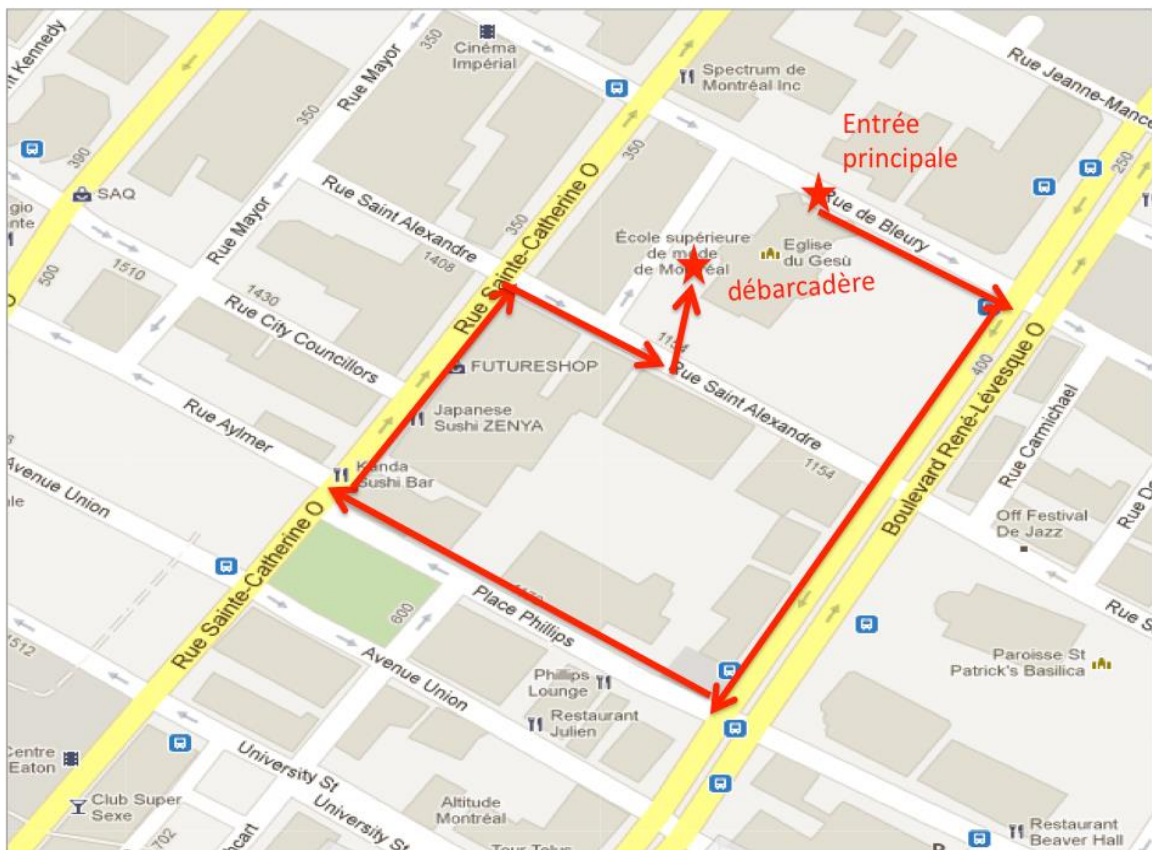 Kennedy
Rue Mayor
350
Cinéma
Impérial
350
Spectrum de
Montréal Inc
Rue Jeanne-Mance
Entrée
principale
250
390
SAQ
350
Rue Saint Alexandre
Rue Sainte-Catherine O
350
Rue de Bleury
Rue Mayor
1408
350
École supérieure
de mode
de Montréal
Eglise
du Gesù
débarcadère
500
1510
1430
Rue City Councillors
1154
400
FUTURESHOP
Rue Saint Alexandre
Boulevard René-Lévesque O
Rue Carmichael
Rue Aylmer
Japanese
Sushi ZENYA
1154
Avenue Union
Kanda
Sushi Bar
Off Festival
De Jazz
Rue Sainte-Catherine O
600
Place Phillips
Avenue Union
1512
Phillips
Lounge
Restaurant
Julien
Paroisse St
Patrick's Basilica
Centre
Eaton
University St
Club Super
Sexe
702
University St
Altitude
Montréal
Restaurant
Beaver Hall